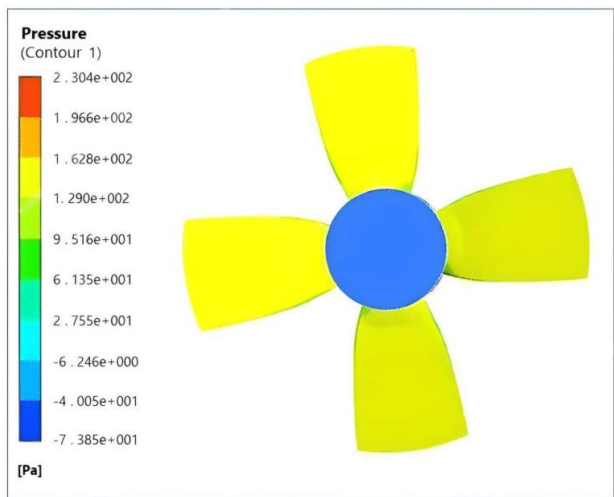 Pressure
(Contour 1)
2 . 304e+002
1 . 966e+002
1 . 628e+002
1 . 290e+002
9 . 516e+001
6 . 135e+001
2 . 755e+001
-6 . 246e+000
-4 . 005e+001
-7 . 385e+001
[Pa]